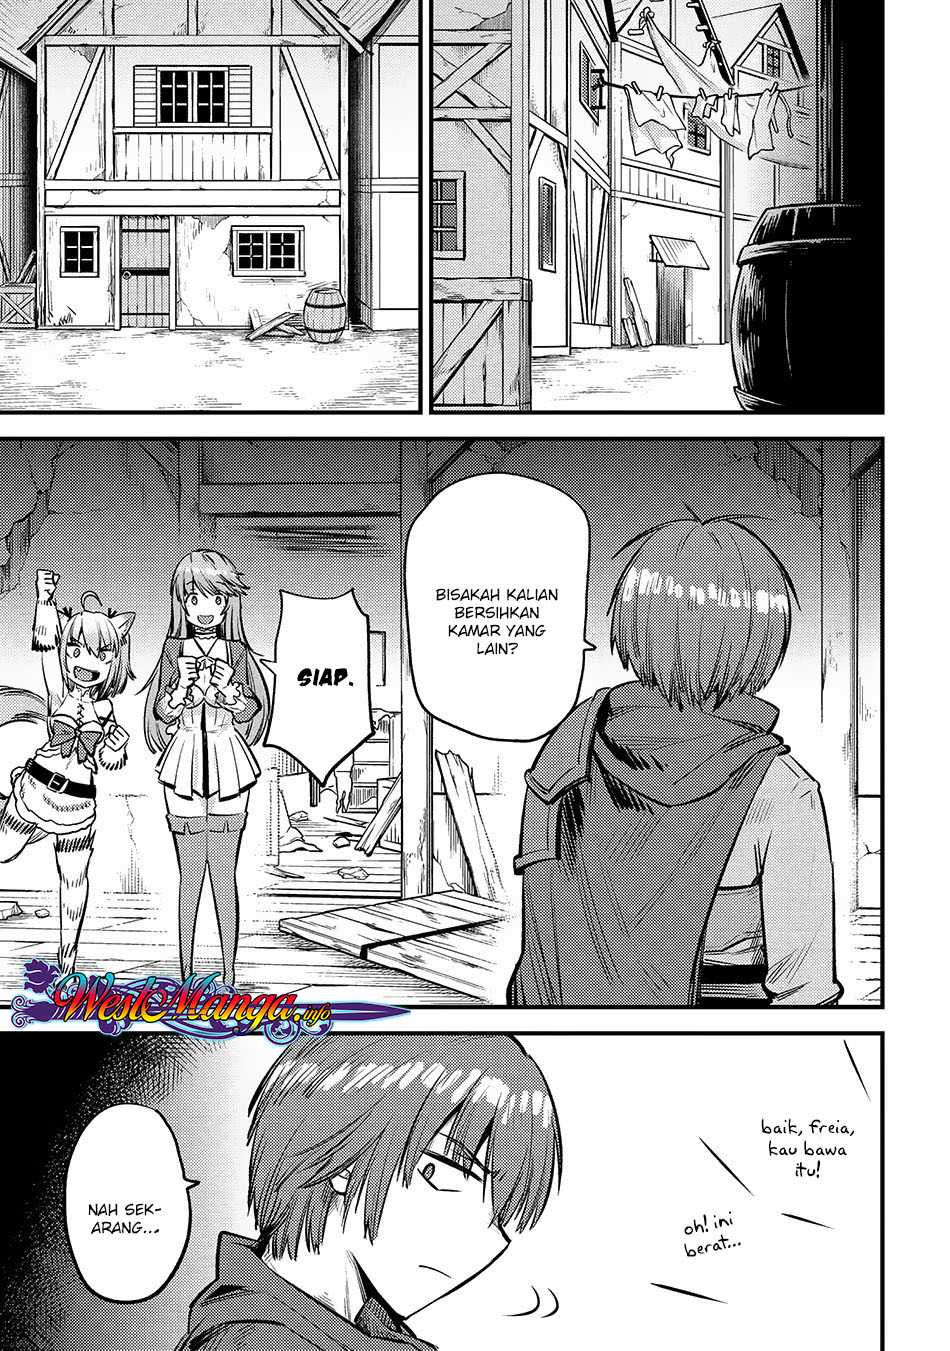 BISAKAH KALIAN
BERSIHKAN
KAMAR YANG
LAIN?
SIAP.
WestManga.info
baik, freia,
kau bawa
itu!
oh! ini
berat...
NAH SEK-
ARANG...